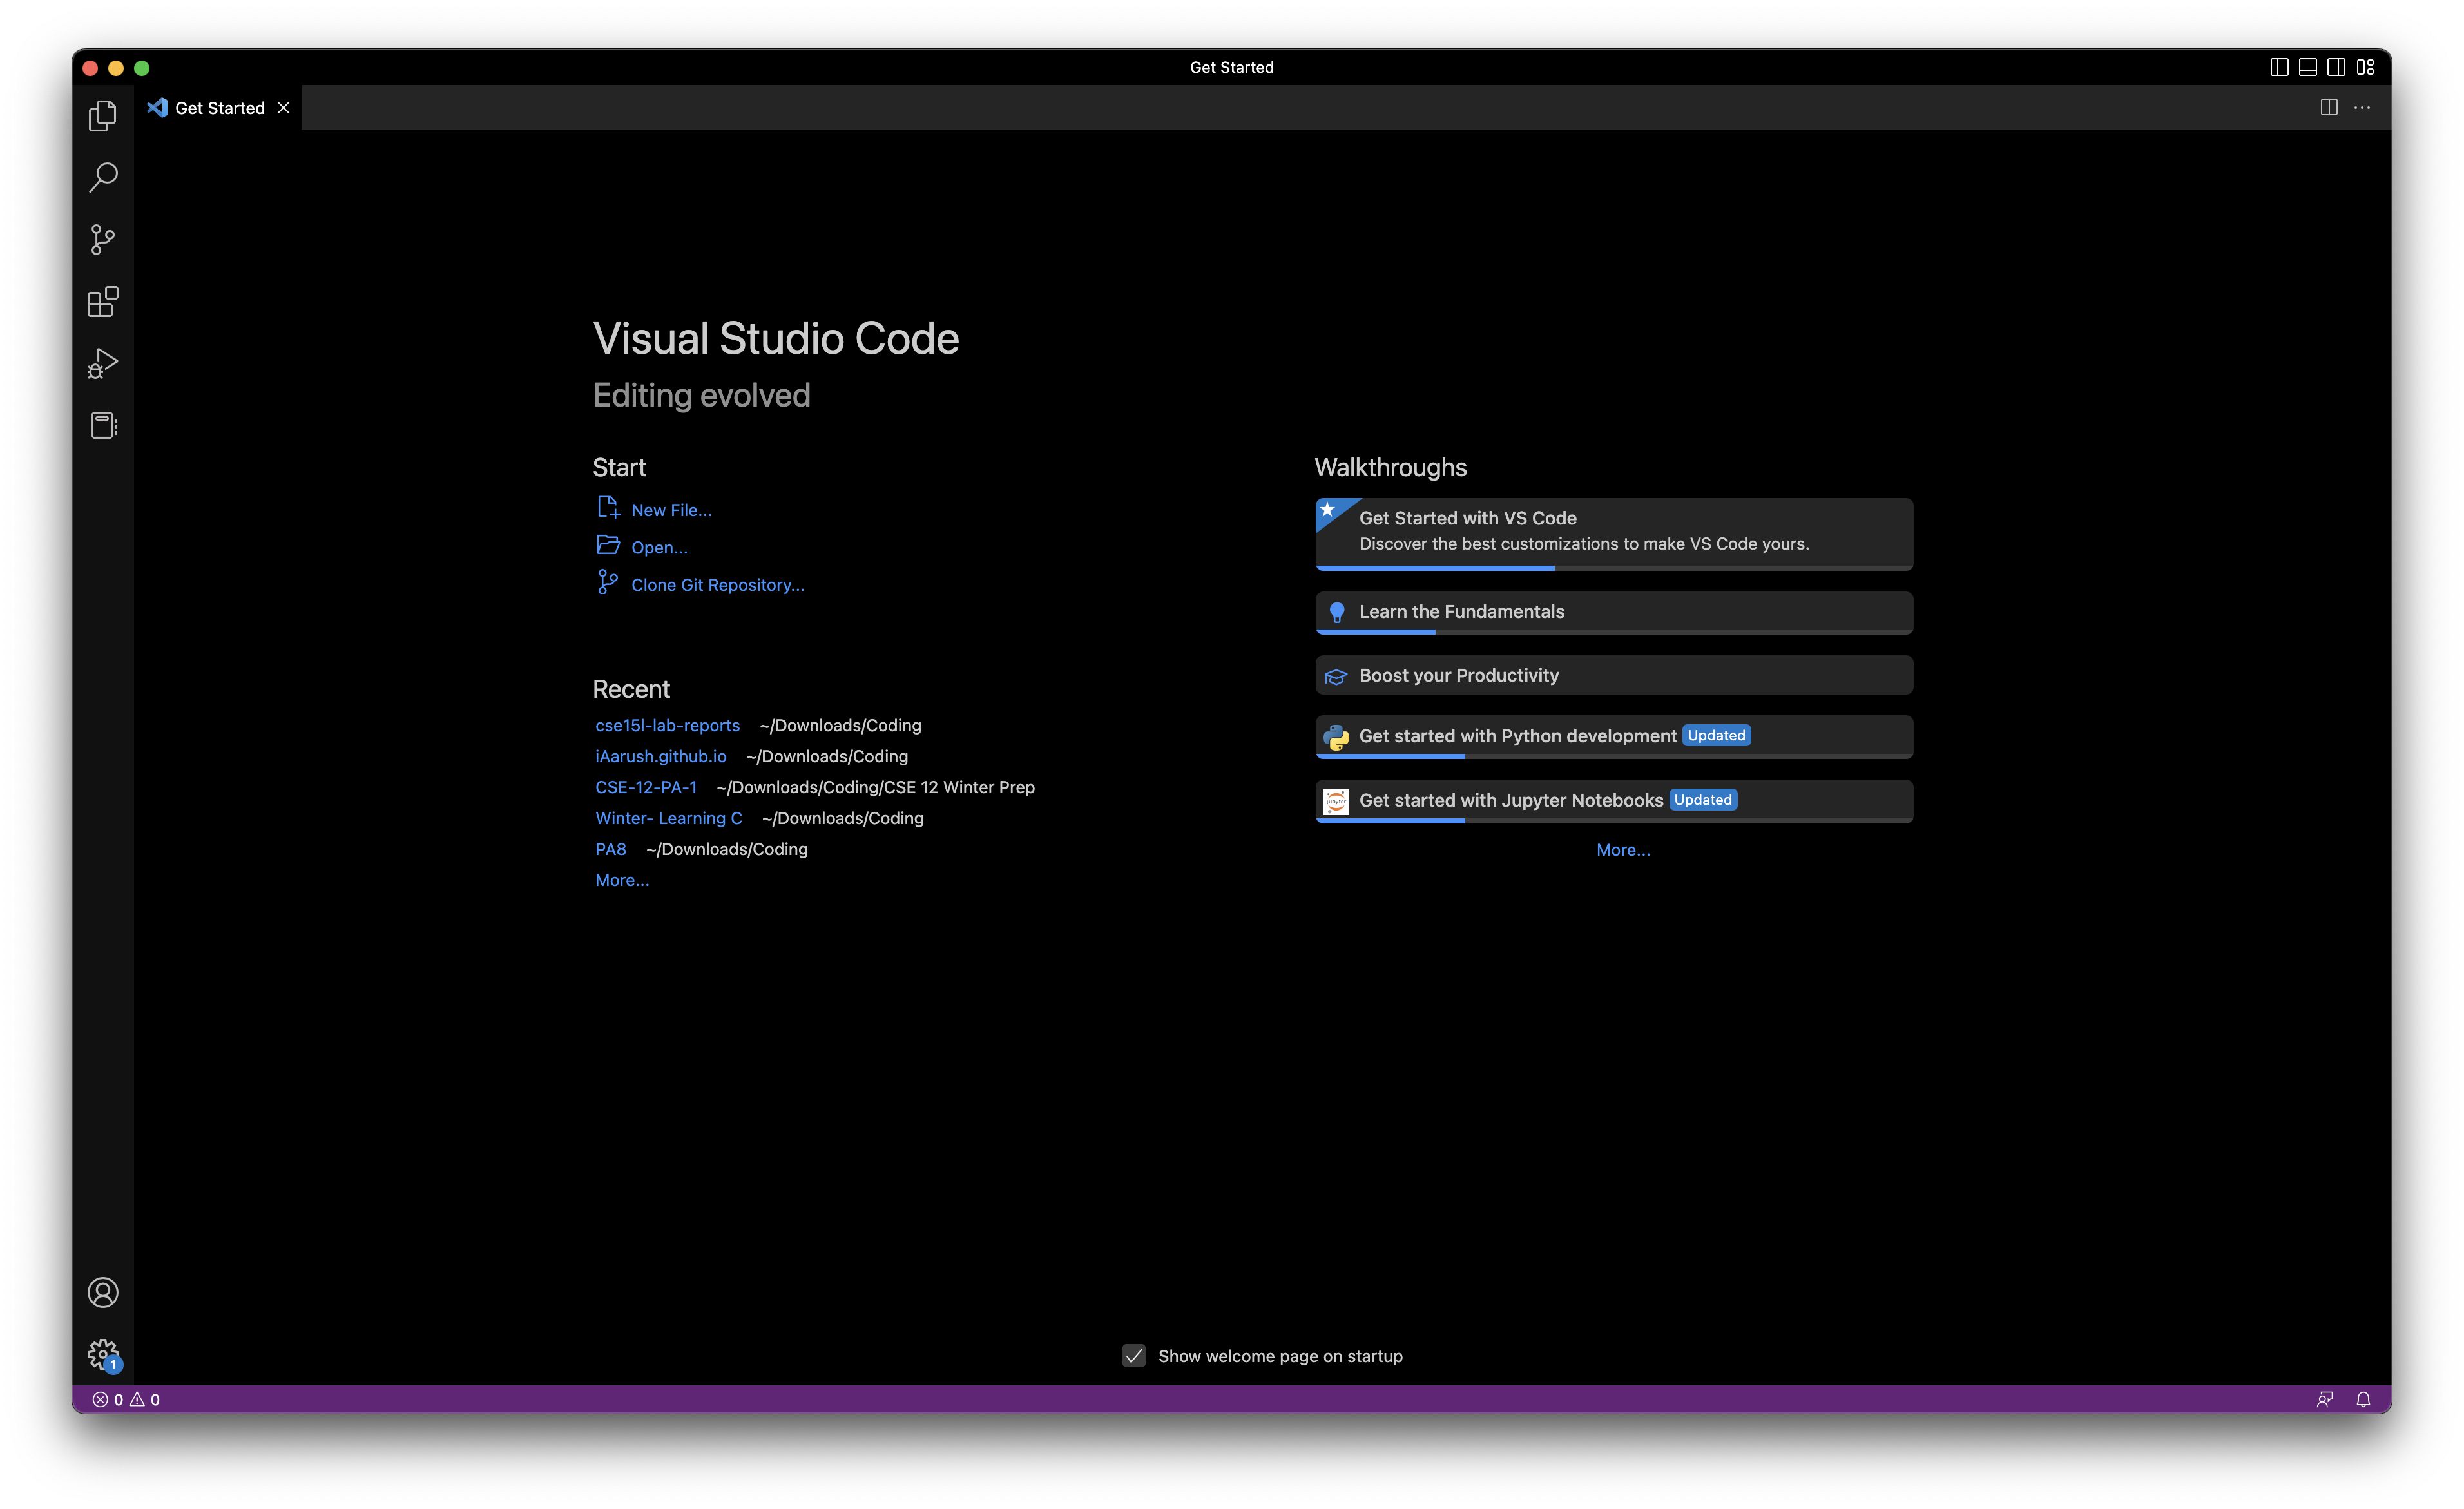 Get Started
Get Started
Visual Studio Code
Editing evolved
Start
New File...
Open...
Clone Git Repository...
Recent
cse15l-lab-reports ~/Downloads/Coding
iAarush.github.io ~/Downloads/Coding
CSE-12-PA-1 ~/Downloads/Coding/CSE 12 Winter Prep
Winter- Learning C ~/Downloads/Coding
PA8 ~/Downloads/Coding
More...
Walkthroughs
Get Started with VS Code
Discover the best customizations to make VS Code yours.
Learn the Fundamentals
Boost your Productivity
Get started with Python development Updated
jupyter
Get started with Jupyter Notebooks Updated
More...
Show welcome page on startup
1
0 0